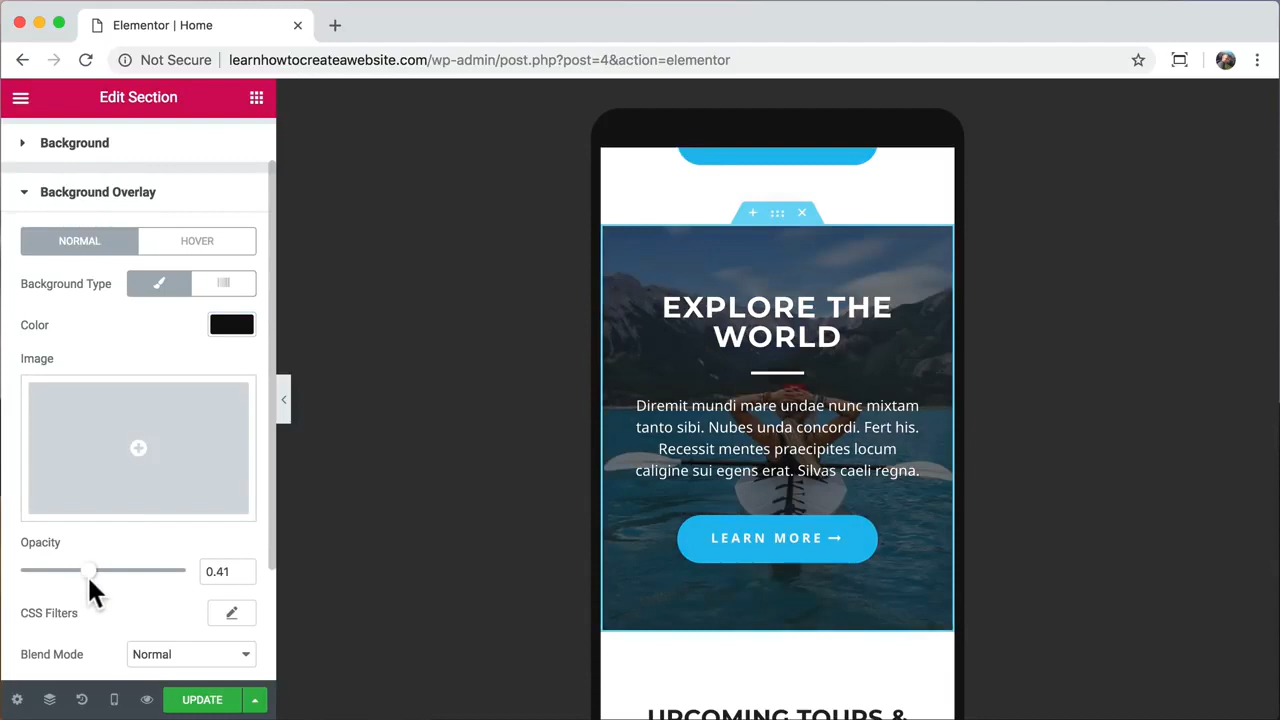 Elementor | Home
Not Secure
learnhowtocreateawebsite.com/wp-admin/post.php?post=4&action=elementor
Edit Section
Background
Background Overlay
NORMAL
HOVER
Background Type
Color
Image
Opacity
0.41
CSS Filters
Blend Mode
Normal
UPDATE
EXPLORE THE
WORLD
Diremit mundi mare undae nunc mixtam
tanto sibi. Nubes unda concordi. Fert his.
Recessit mentes praecipites locum
caligine sui egens erat. Silvas caeli regna.
LEARN MORE →
UPCOMING TOURS &